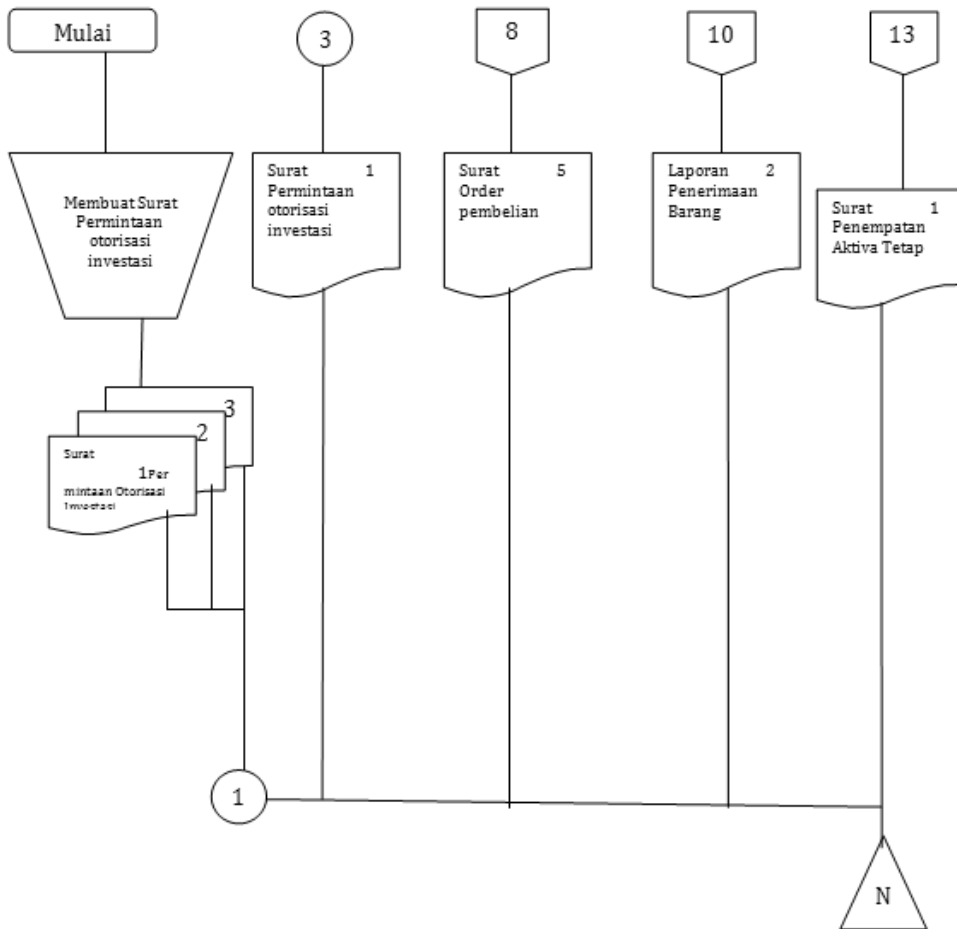 Mulai
3
8
10
13
Membuat Surat
Permintaan
otorisasi
investasi
Surat 1
Permintaan
otorisasi
investasi
Surat 5
Order
pembelian
Laporan 2
Penerimaan
Barang
Surat 1
Penempatan
Aktiva Tetap
3
2
Surat
1Per
mintaan Otorisasi
Investasi
1
N